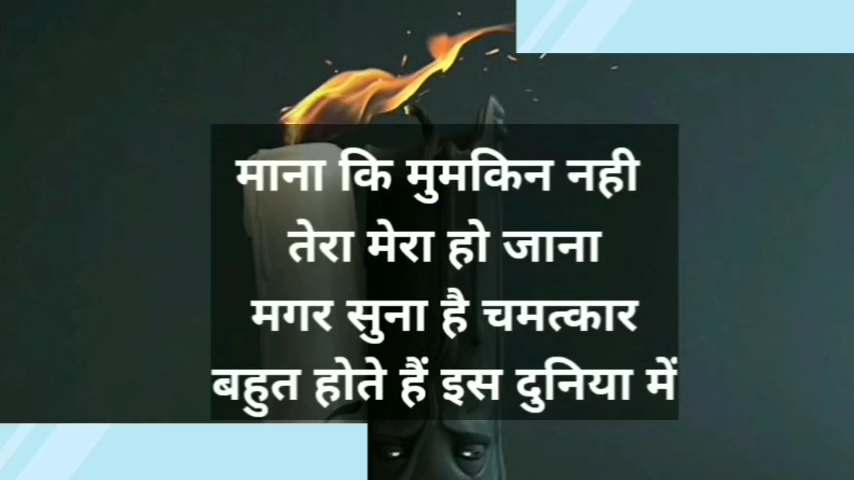 माना कि मुमकिन नही
तेरा मेरा हो जाना
मगर सुना है चमत्कार
बहुत होते हैं इस दुनिया में